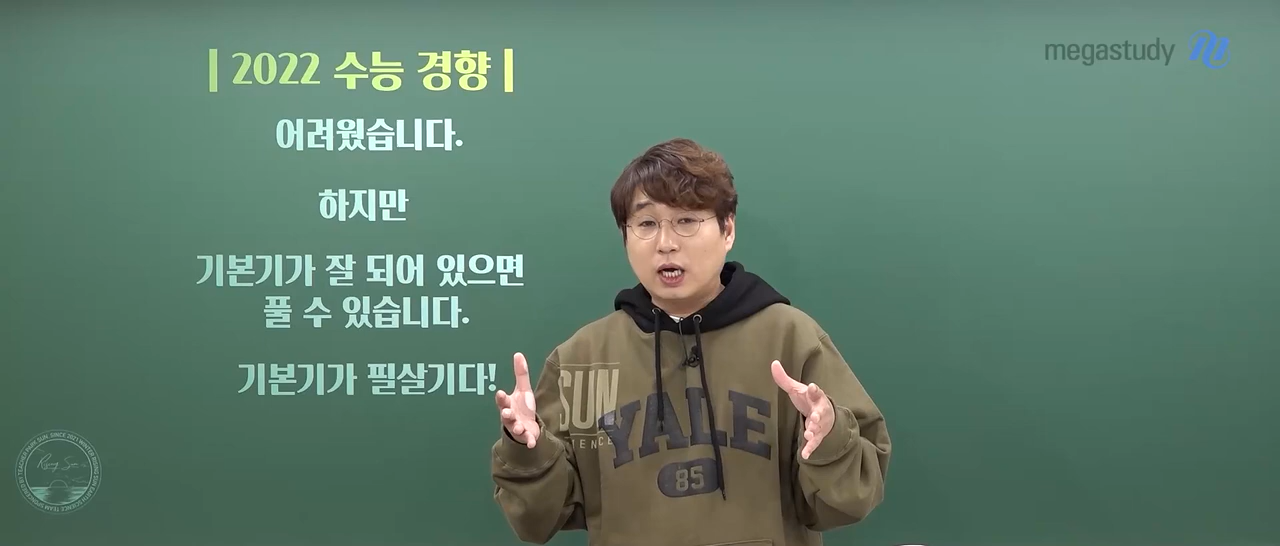 | 2022 수능 경향 |
어려웠습니다.
하지만
기본기가 잘 되어 있으면
풀 수 있습니다.
기본기가 필살기다!
megastudy
SUN
YALE
85